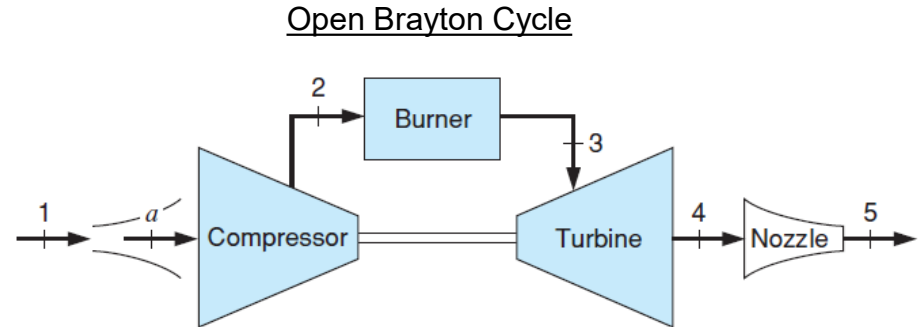 Open Brayton Cycle
2
Burner
3
1
a
Compressor
Turbine
4
Nozzle
5